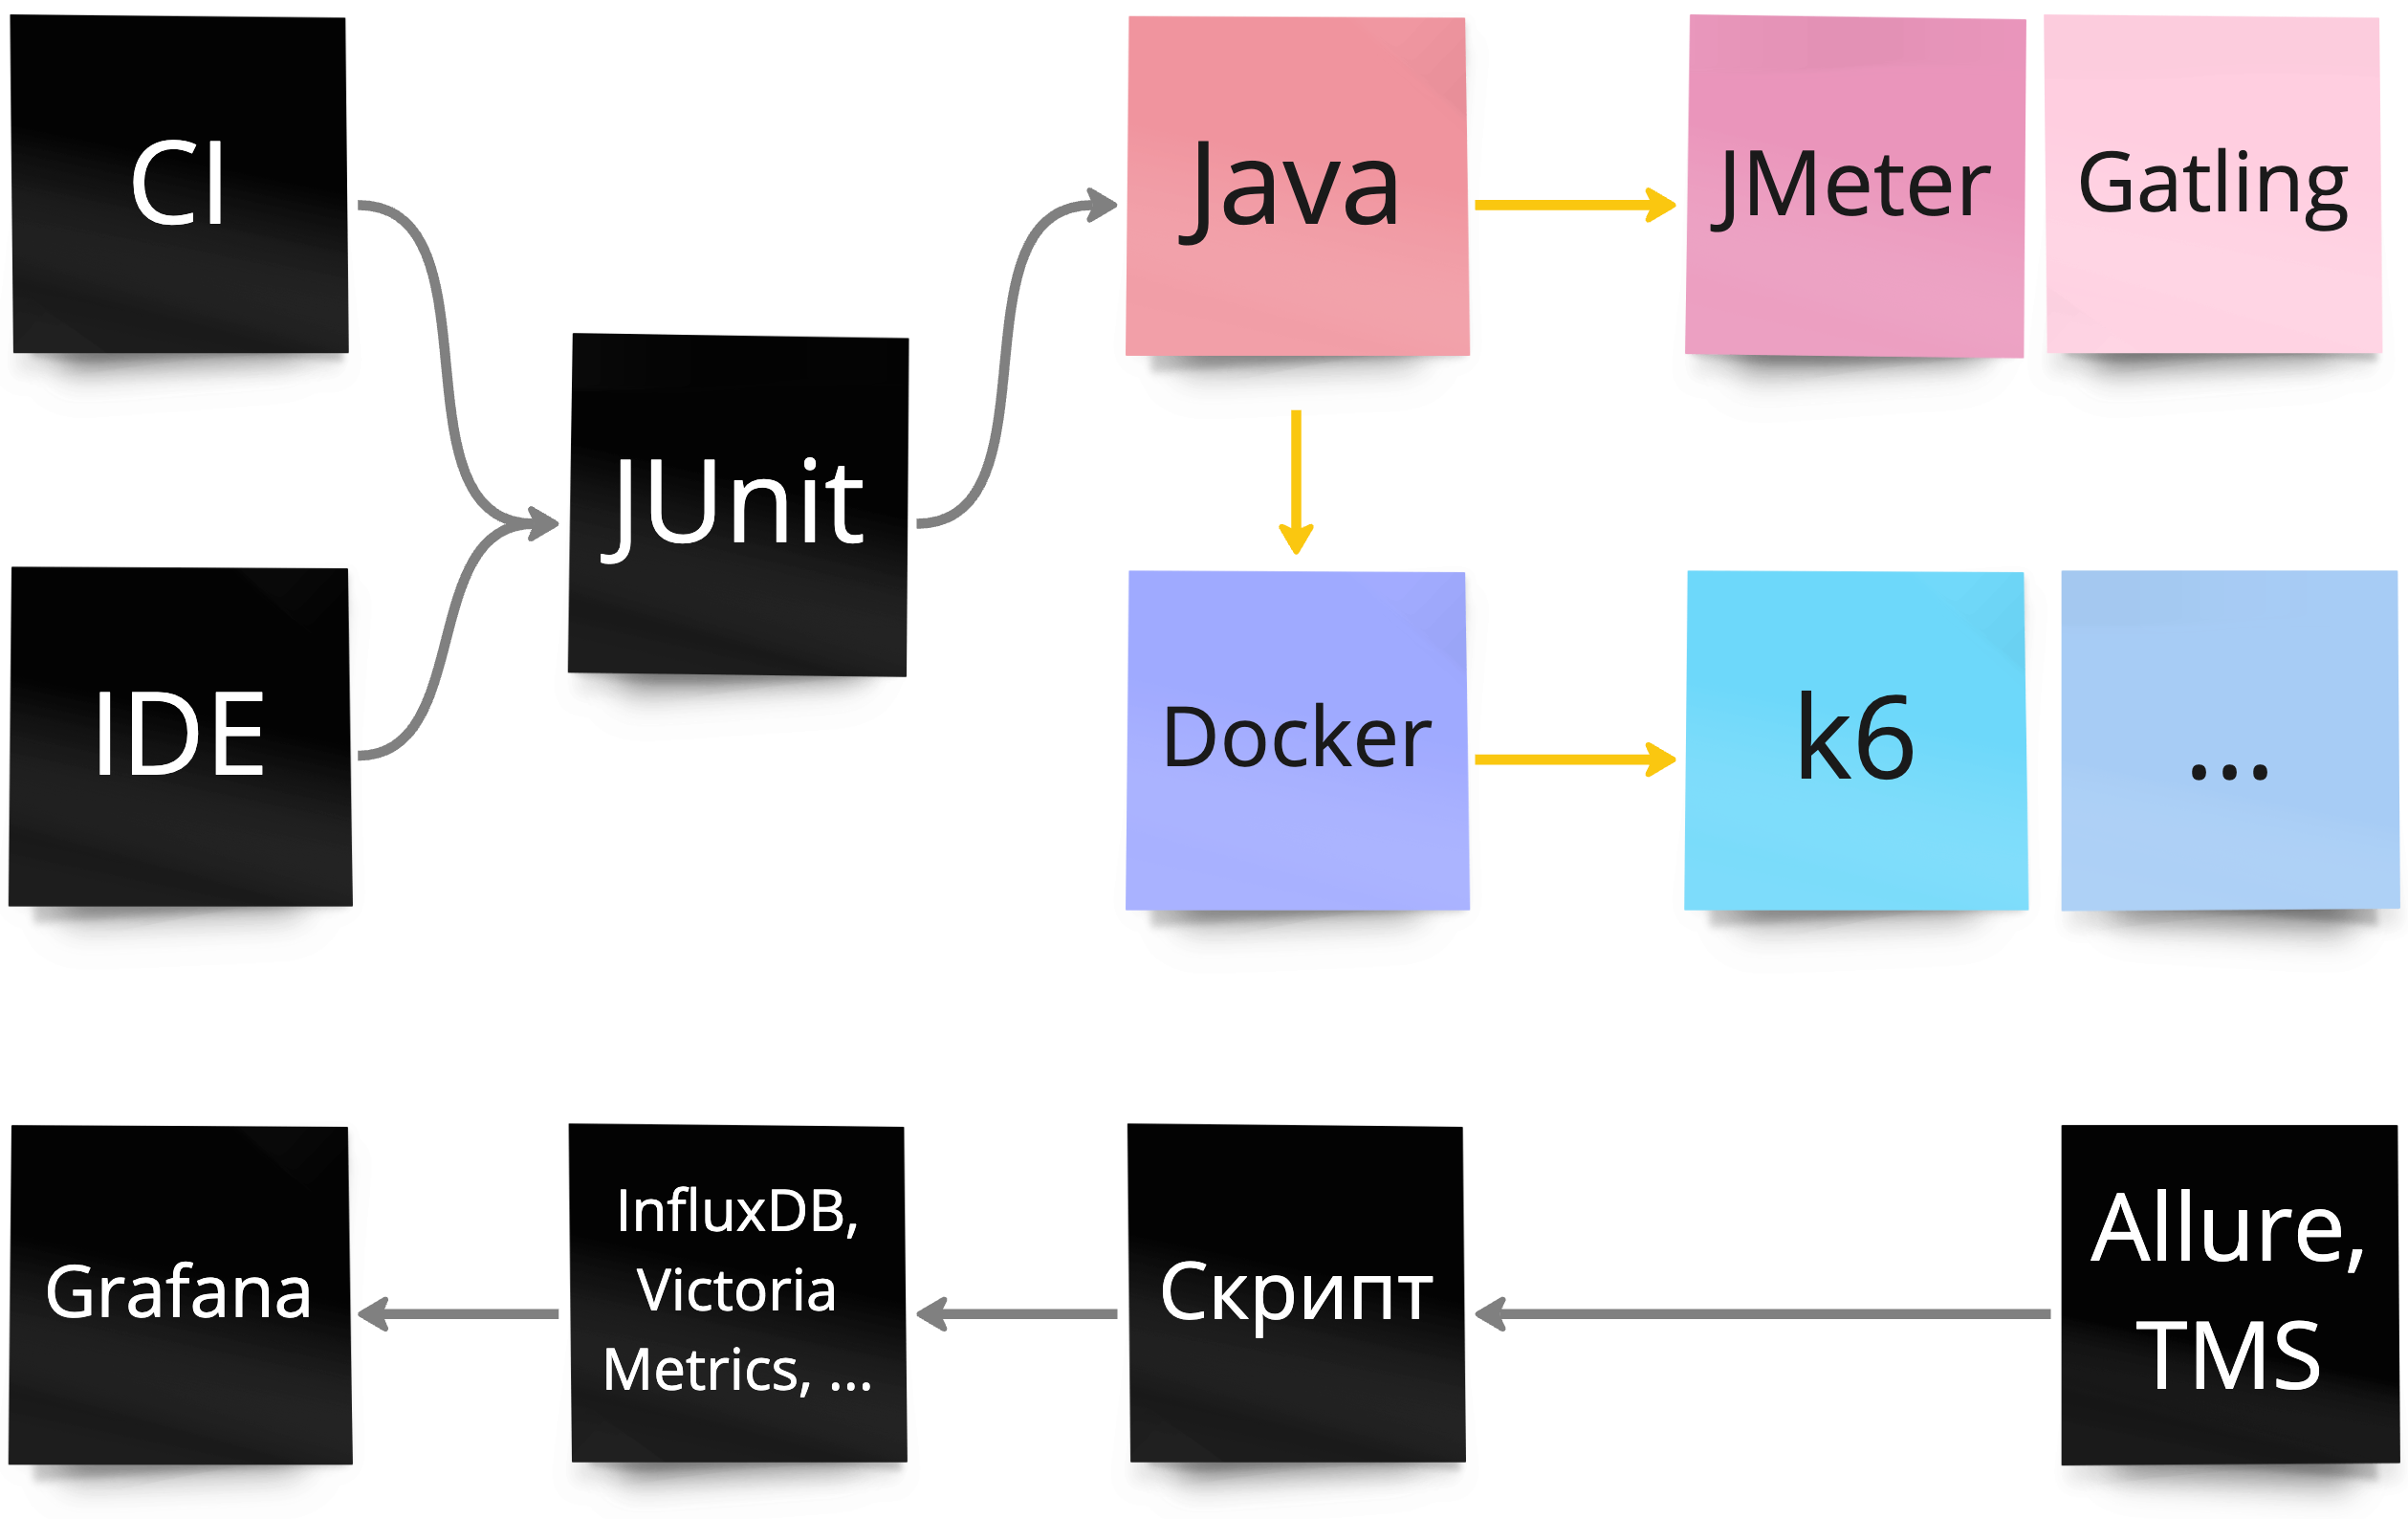 CI
Java
JMeter
Gatling
JUnit
IDE
Docker
k6
...
Grafana
InfluxDB,
Victoria
Metrics, ...
Скрипт
Allure,
TMS